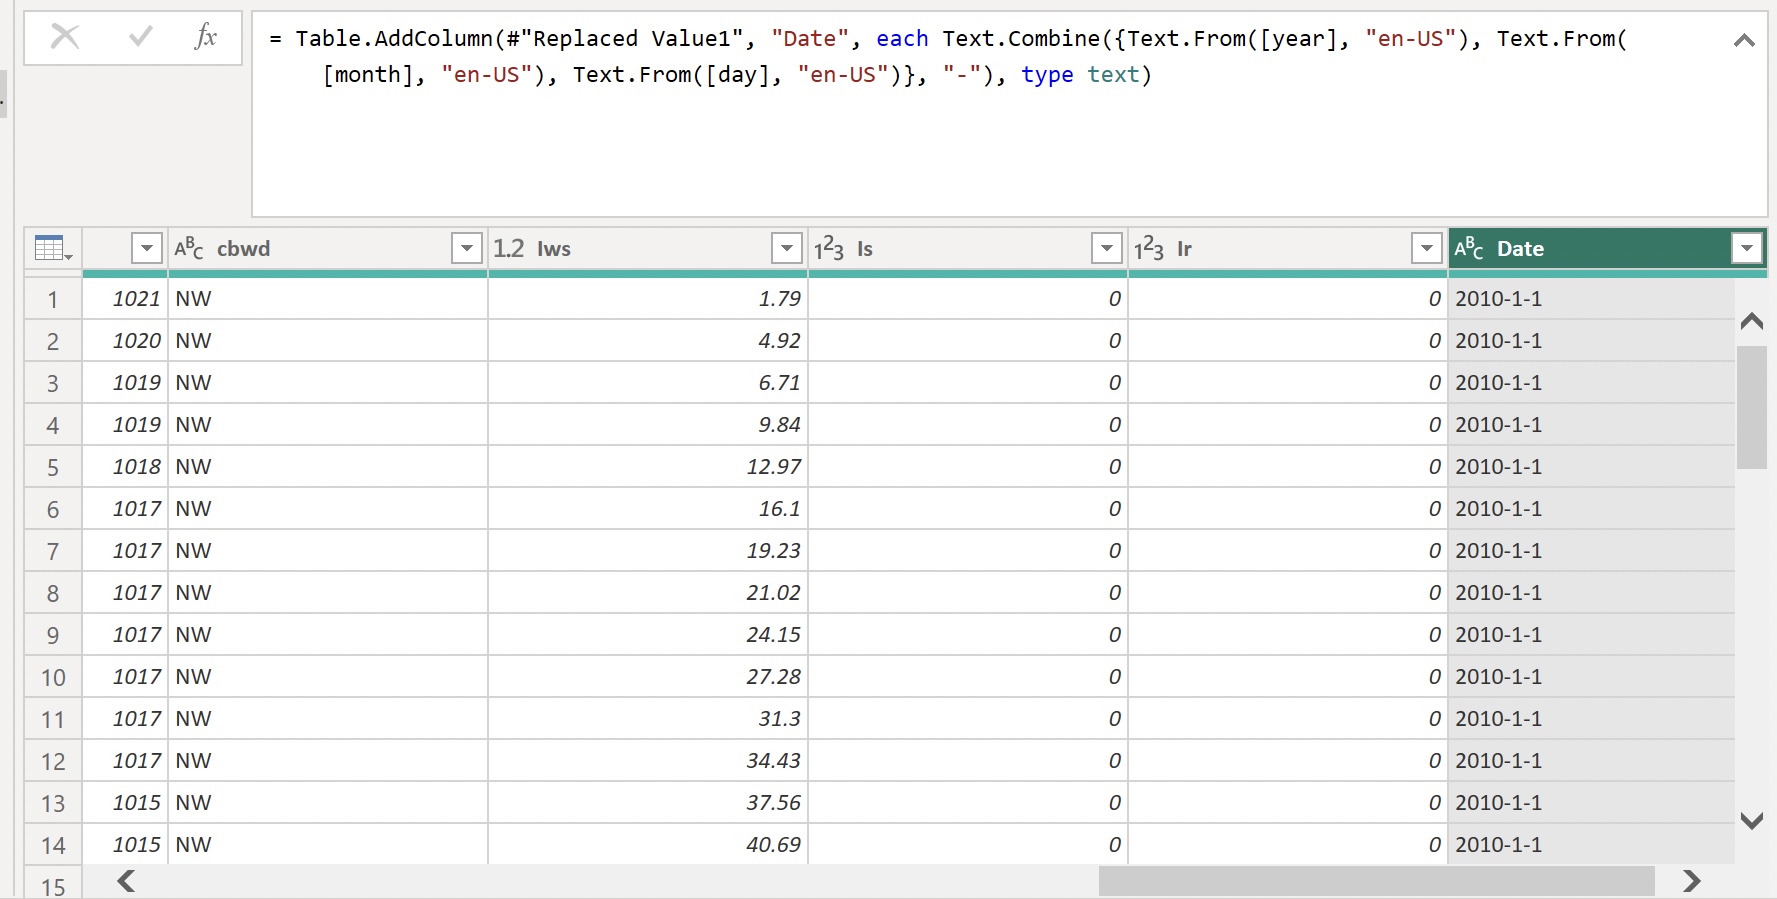 fx
= Table.AddColumn(#"Replaced Value1", "Date", each Text.Combine({Text.From([year], "en-US"), Text.From(
[month], "en-US"), Text.From([day], "en-US")}, "-"), type text)
ABC cbwd 1.2 Iws 123 Is 123 Ir ABC Date
1 1021 NW 1.79 0 0 2010-1-1
2 1020 NW 4.92 0 0 2010-1-1
3 1019 NW 6.71 0 0 2010-1-1
4 1019 NW 9.84 0 0 2010-1-1
5 1018 NW 12.97 0 0 2010-1-1
6 1017 NW 16.1 0 0 2010-1-1
7 1017 NW 19.23 0 0 2010-1-1
8 1017 NW 21.02 0 0 2010-1-1
9 1017 NW 24.15 0 0 2010-1-1
10 1017 NW 27.28 0 0 2010-1-1
11 1017 NW 31.3 0 0 2010-1-1
12 1017 NW 34.43 0 0 2010-1-1
13 1015 NW 37.56 0 0 2010-1-1
14 1015 NW 40.69 0 0 2010-1-1
15